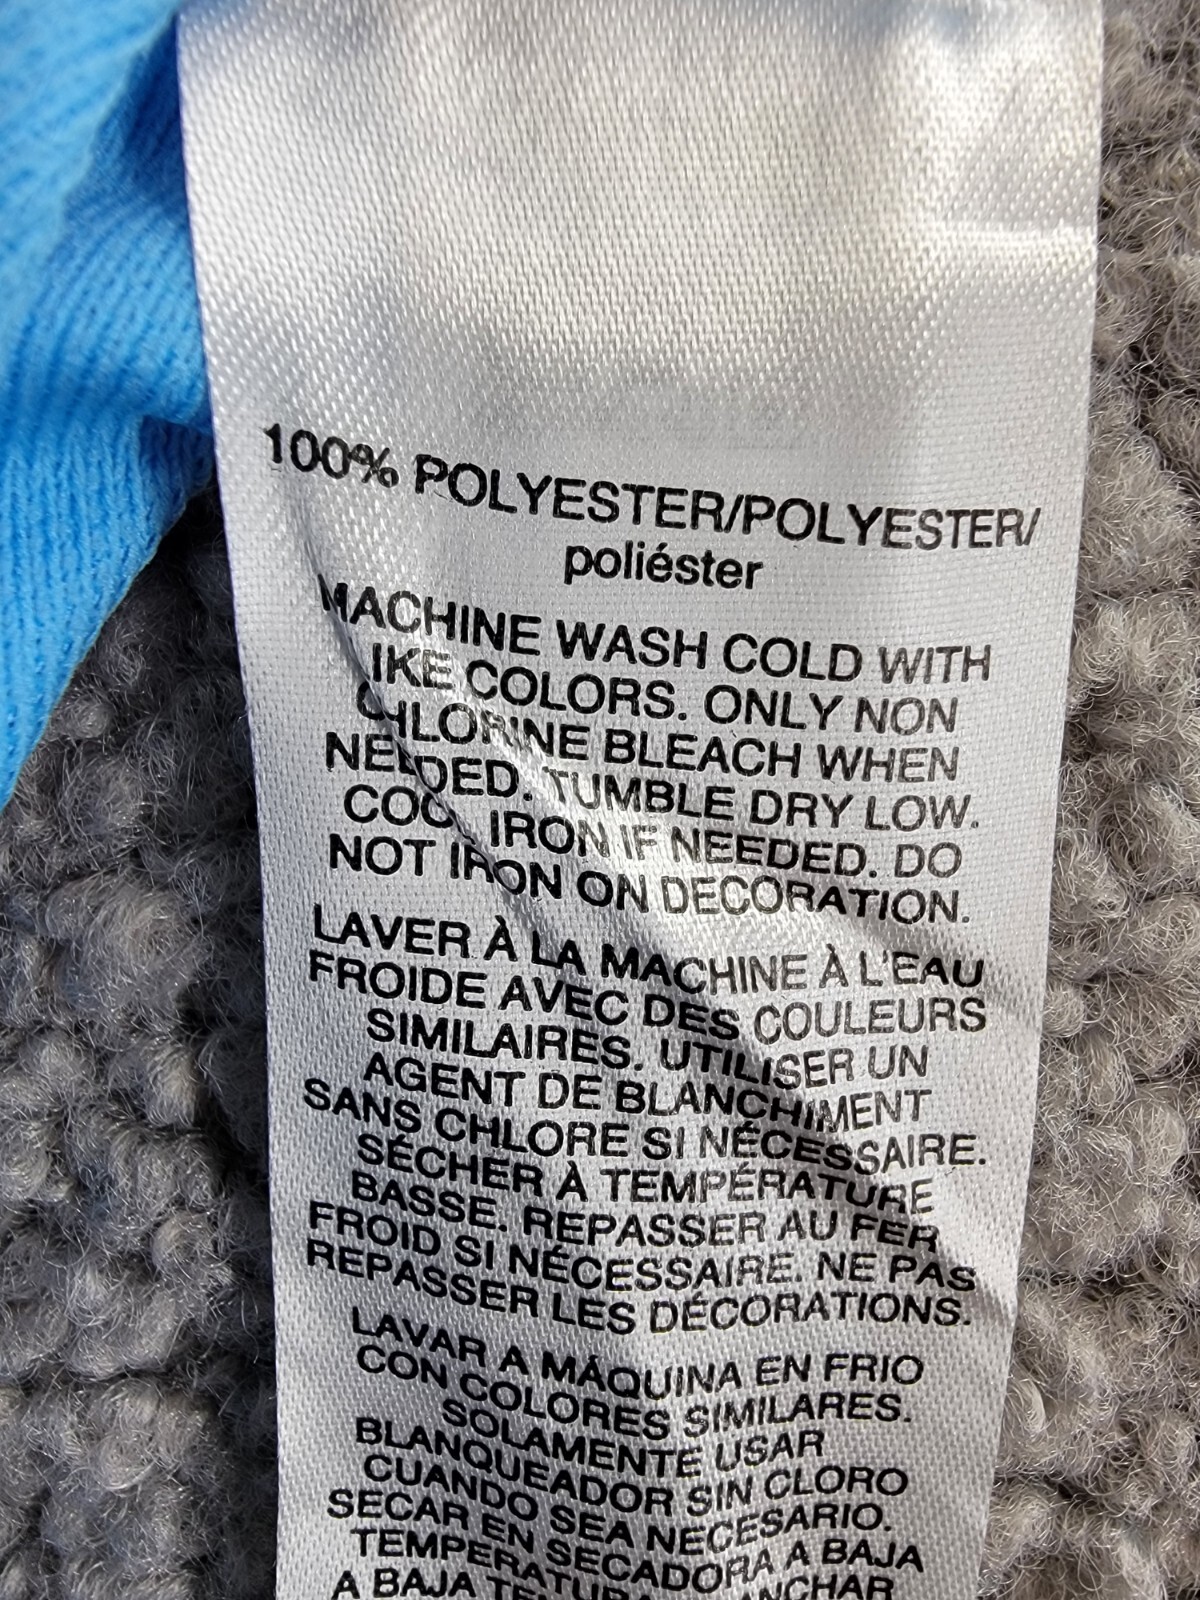 100% POLYESTER/POLYESTER/
poliéster
MACHINE WASH COLD WITH
IKE COLORS. ONLY NON
CHLORINE BLEACH WHEN
NEEDED. TUMBLE DRY LOW.
COOL IRON IF NEEDED. DO
NOT IRON ON DECORATION.
LAVER À LA MACHINE À L'EAU
FROIDE AVEC DES COULEURS
SIMILAIRES. UTILISER UN
AGENT DE BLANCHIMENT
SANS CHLORE SI NÉCESSAIRE.
SÉCHER À TEMPÉRATURE
BASSE. REPASSER AU FER
FROID SI NÉCESSAIRE. NE PAS
REPASSER LES DÉCORATIONS.
LAVAR A MÁQUINA EN FRIO
CON COLORES SIMILARES.
SOLAMENTE USAR
BLANQUEADOR SIN CLORO
CUANDO SEA NECESARIO.
SECAR EN SECADORA A BAJA
TEMPERATURA. PLANCHAR
A BAJA